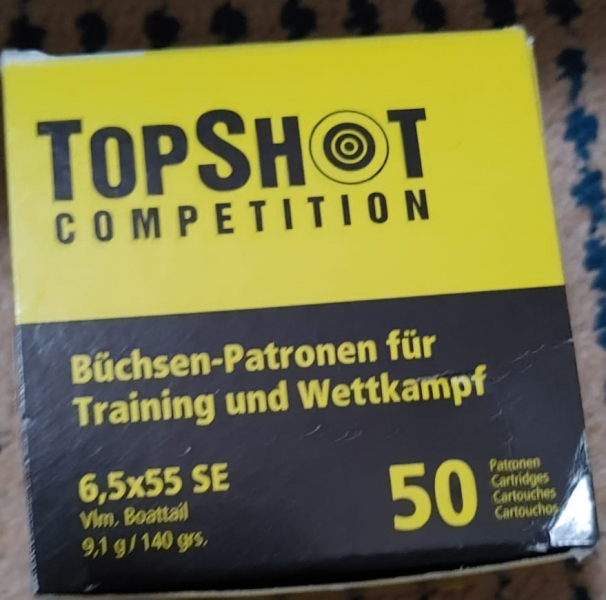 TOPSHOT
COMPETITION
Büchsen-Patronen für
Training und Wettkampf
6,5x55 SE
Vlm. Boattail
9,1 g / 140 grs.
50
Patronen
Cartridges
Cartouches
Cartouchos